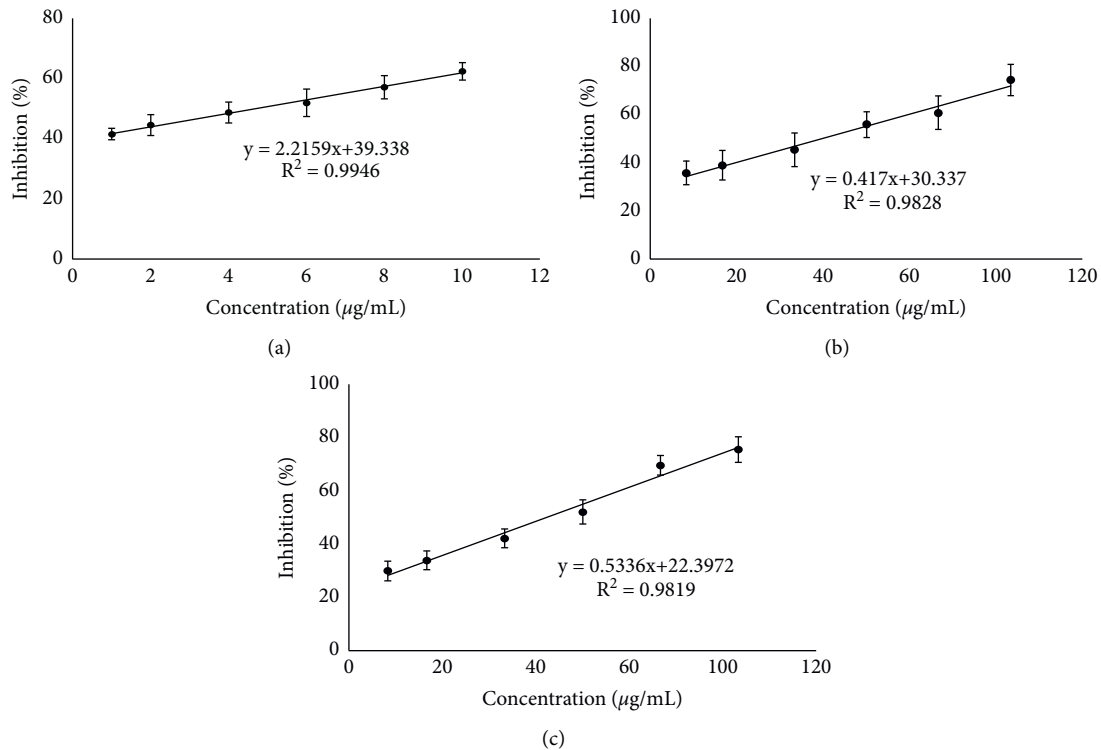 80
60
40
20
0
0
2
4
6
8
10
12
Inhibition (%)
Concentration (μg/mL)
y = 2.2159x+39.338
R² = 0.9946
(a)
100
80
60
40
20
0
0
20
40
60
80
100
120
Inhibition (%)
Concentration (μg/mL)
y = 0.417x+30.337
R² = 0.9828
(b)
100
80
60
40
20
0
0
20
40
60
80
100
120
Inhibition (%)
Concentration (μg/mL)
y = 0.5336x+22.3972
R² = 0.9819
(c)